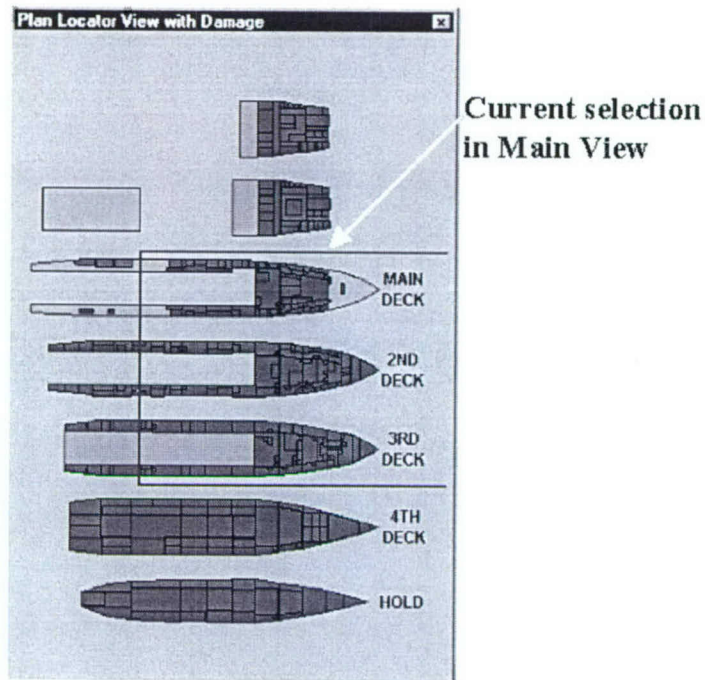 Plan Locator View with Damage
Current selection
in Main View
MAIN
DECK
2ND
DECK
3RD
DECK
4TH
DECK
HOLD